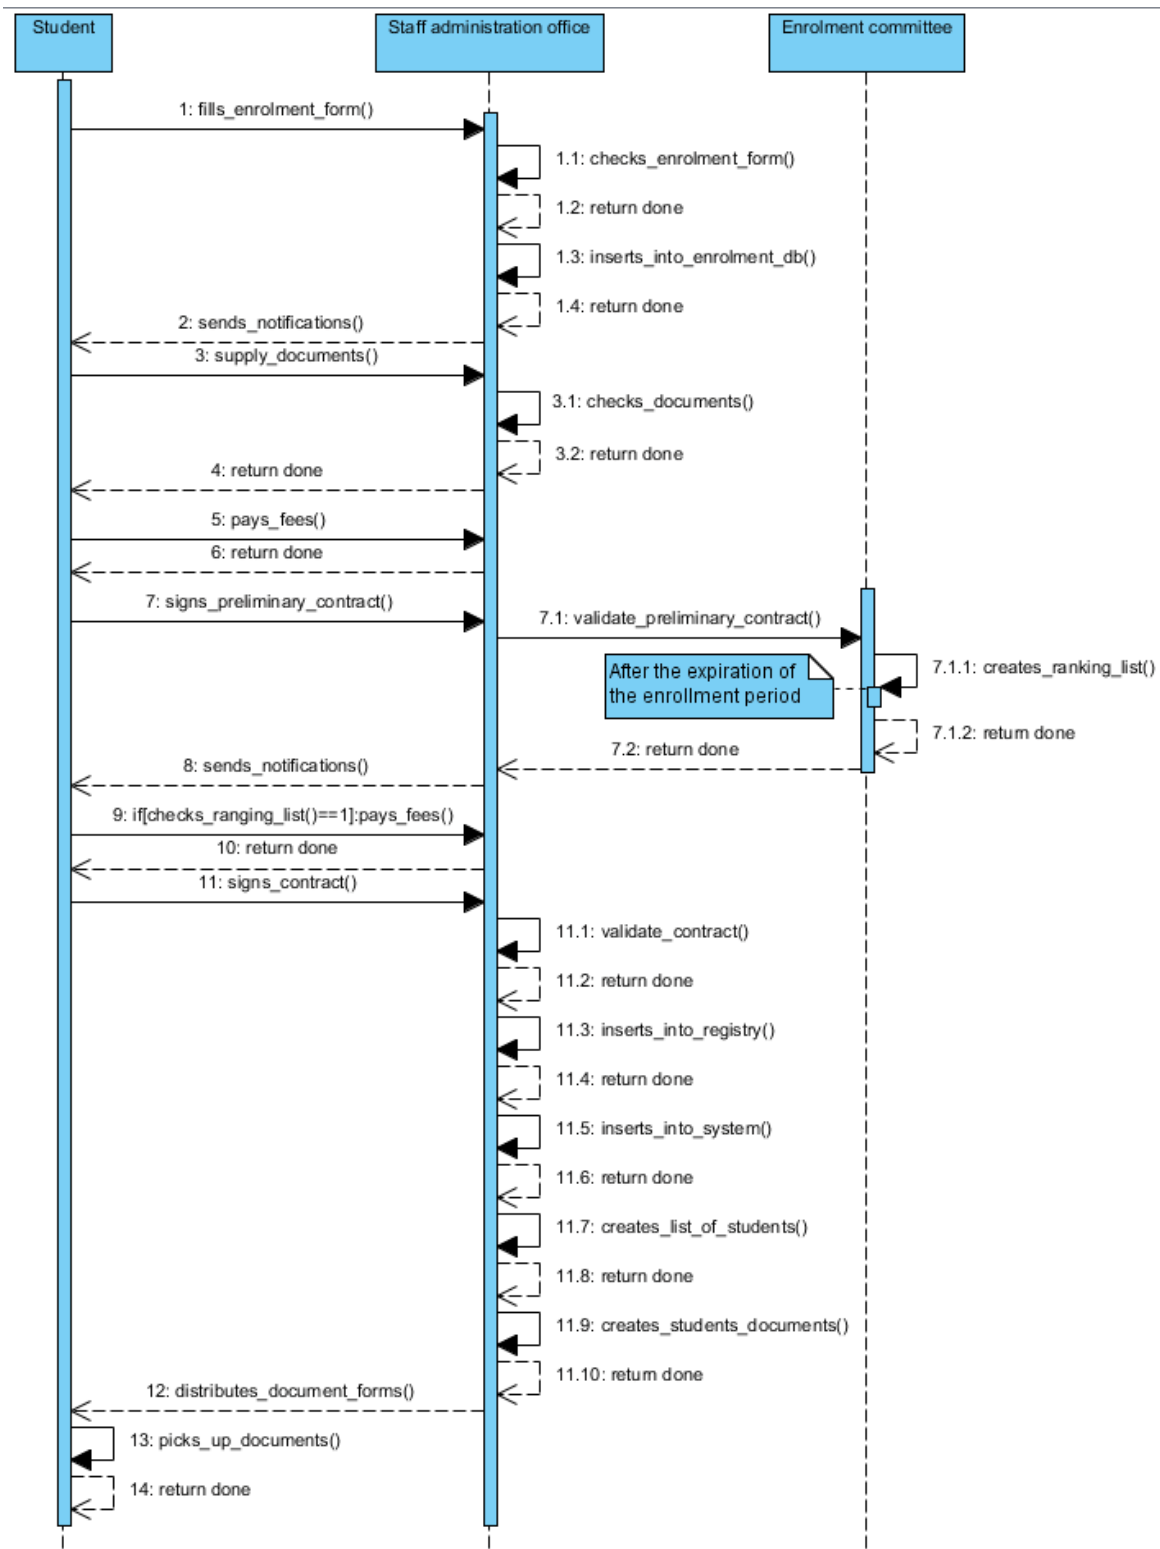 Student
Staff administration office
Enrolment committee
1: fills_enrolment_form()
1.1: checks_enrolment_form()
1.2: return done
1.3: inserts_into_enrolment_db()
1.4: return done
2: sends_notifications()
3: supply_documents()
3.1: checks_documents()
3.2: return done
4: return done
5: pays_fees()
6: return done
7: signs_preliminary_contract()
7.1: validate_preliminary_contract()
After the expiration of
the enrollment period
7.1.1: creates_ranking_list()
7.1.2: return done
7.2: return done
8: sends_notifications()
9: if[checks_ranging_list()==1]:pays_fees()
10: return done
11: signs_contract()
11.1: validate_contract()
11.2: return done
11.3: inserts_into_registry()
11.4: return done
11.5: inserts_into_system()
11.6: return done
11.7: creates_list_of_students()
11.8: return done
11.9: creates_students_documents()
11.10: return done
12: distributes_document_forms()
13: picks_up_documents()
14: return done